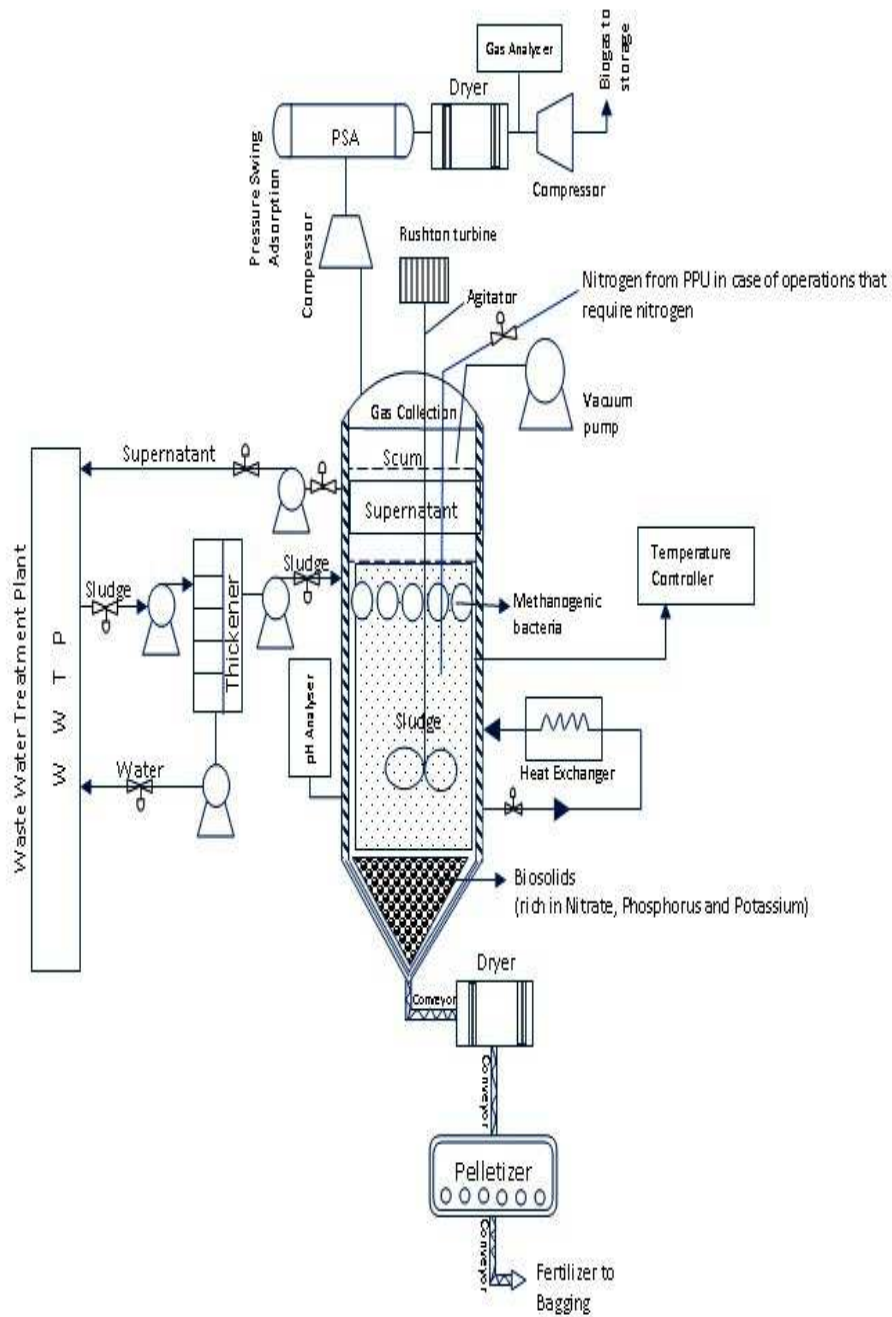 Gas Analyzer
Biogas to
storage
Dryer
PSA
Compressor
Pressure Swing
Adsorption
Compressor
Rushton turbine
Agitator
Nitrogen from PPU in case of operations that
require nitrogen
Vacuum
pump
Gas Collection
Scum
Supernatant
Supernatant
Waste Water Treatment Plant
W W T P
Sludge
Thickener
Sludge
Water
pH Analyser
Methanogenic
bacteria
Temperature
Controller
Sludge
Heat Exchanger
Biosolids
(rich in Nitrate, Phosphorus and Potassium)
Conveyor
Dryer
Conveyor
Pelletizer
Conveyor
Fertilizer to
Bagging